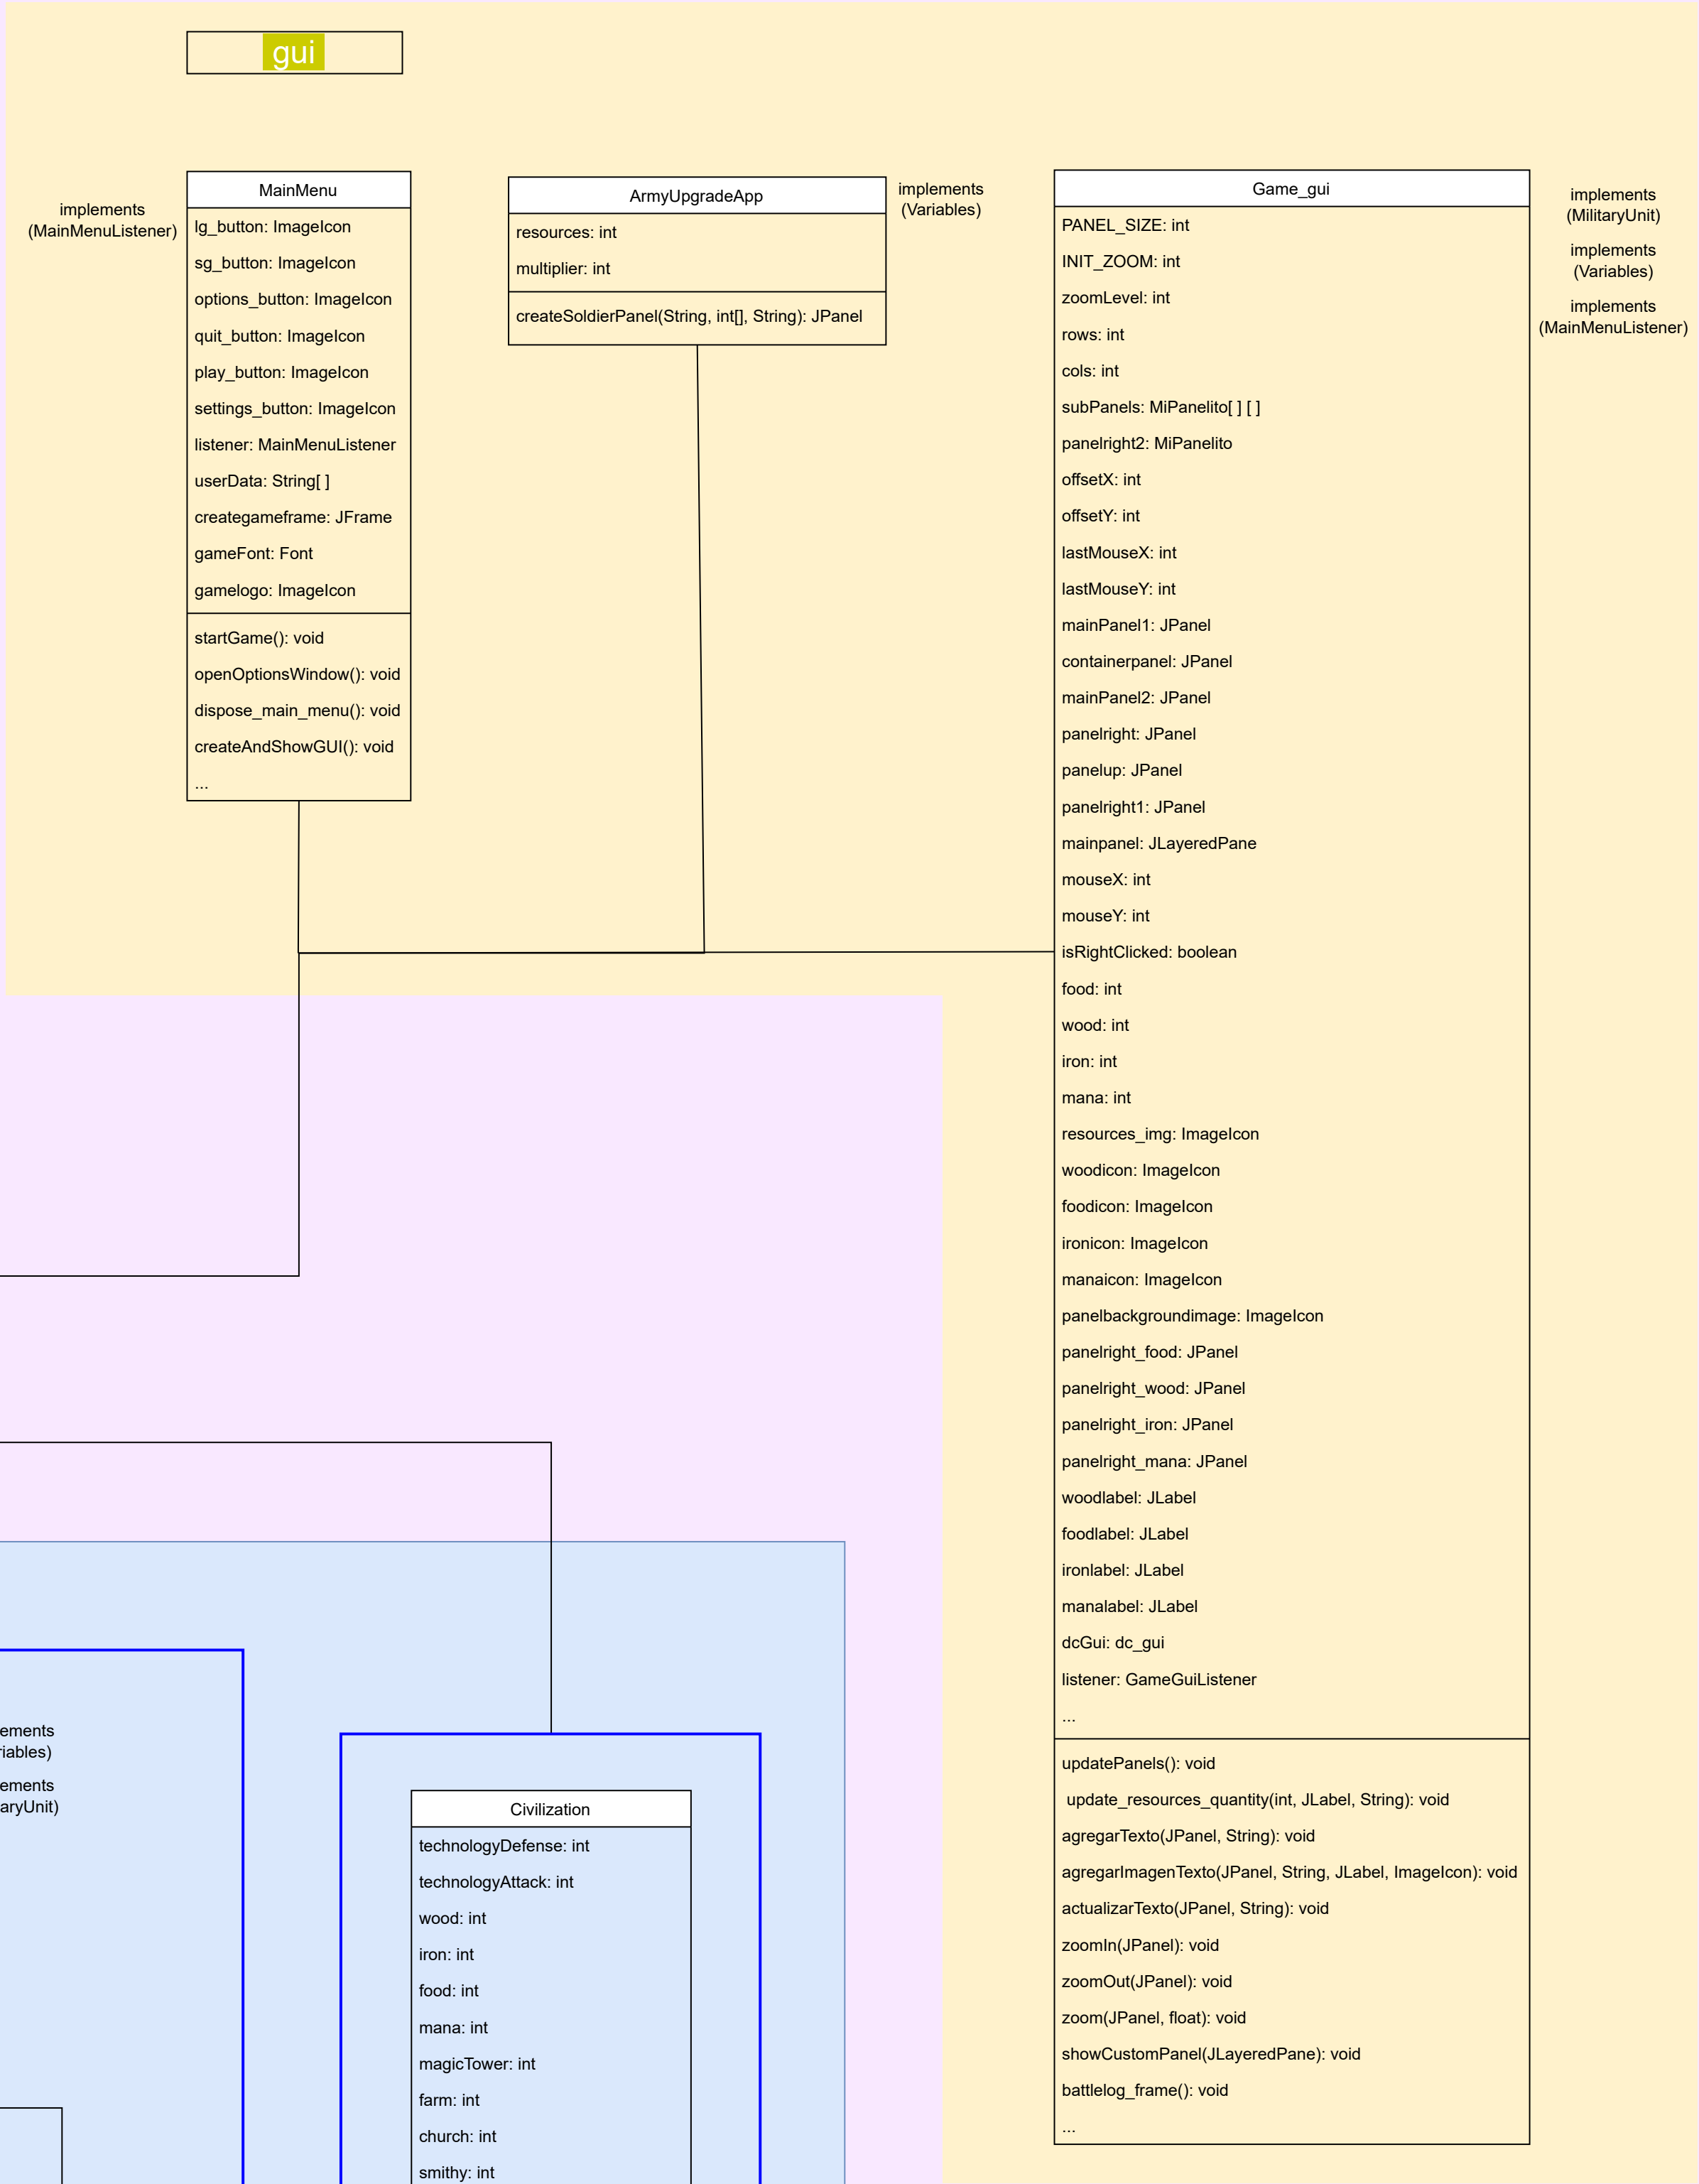 gui
implements
(MainMenuListener)
MainMenu
lg_button: ImageIcon
sg_button: ImageIcon
options_button: ImageIcon
quit_button: ImageIcon
play_button: ImageIcon
settings_button: ImageIcon
listener: MainMenuListener
userData: String[ ]
creategameframe: JFrame
gameFont: Font
gamelogo: ImageIcon
startGame(): void
openOptionsWindow(): void
dispose_main_menu(): void
createAndShowGUI(): void
...
ArmyUpgradeApp
resources: int
multiplier: int
createSoldierPanel(String, int[], String): JPanel
implements
(Variables)
Game_gui
PANEL_SIZE: int
INIT_ZOOM: int
zoomLevel: int
rows: int
cols: int
subPanels: MiPanelito[ ] [ ]
panelright2: MiPanelito
offsetX: int
offsetY: int
lastMouseX: int
lastMouseY: int
mainPanel1: JPanel
containerpanel: JPanel
mainPanel2: JPanel
panelright: JPanel
panelup: JPanel
panelright1: JPanel
mainpanel: JLayeredPane
mouseX: int
mouseY: int
isRightClicked: boolean
food: int
wood: int
iron: int
mana: int
resources_img: ImageIcon
woodicon: ImageIcon
foodicon: ImageIcon
ironicon: ImageIcon
manaicon: ImageIcon
panelbackgroundimage: ImageIcon
panelright_food: JPanel
panelright_wood: JPanel
panelright_iron: JPanel
panelright_mana: JPanel
woodlabel: JLabel
foodlabel: JLabel
ironlabel: JLabel
manalabel: JLabel
dcGui: dc_gui
listener: GameGuiListener
...
updatePanels(): void
update_resources_quantity(int, JLabel, String): void
agregarTexto(JPanel, String): void
agregarImagenTexto(JPanel, String, JLabel, ImageIcon): void
actualizarTexto(JPanel, String): void
zoomIn(JPanel): void
zoomOut(JPanel): void
zoom(JPanel, float): void
showCustomPanel(JLayeredPane): void
battlelog_frame(): void
...
implements
(MilitaryUnit)
implements
(Variables)
implements
(MainMenuListener)
ements
riables)
ements
aryUnit)
Civilization
technologyDefense: int
technologyAttack: int
wood: int
iron: int
food: int
mana: int
magicTower: int
farm: int
church: int
smithy: int